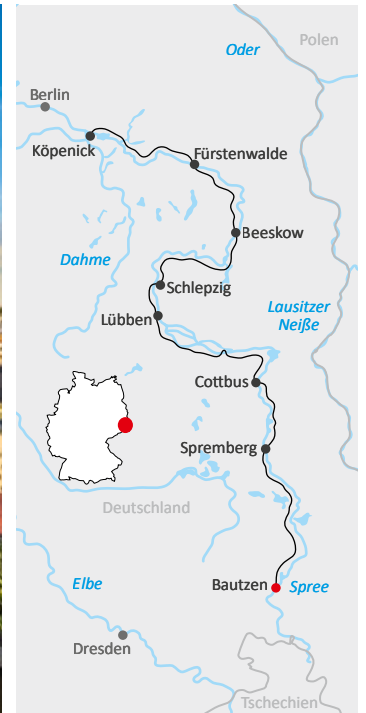 Polen
Oder
Berlin
Köpenick
Fürstenwalde
Beeskow
Dahme
Schlepzig
Lausitzer
Neiße
Lübben
Cottbus
Spremberg
Deutschland
Bautzen
Spree
Elbe
Dresden
Tschechien